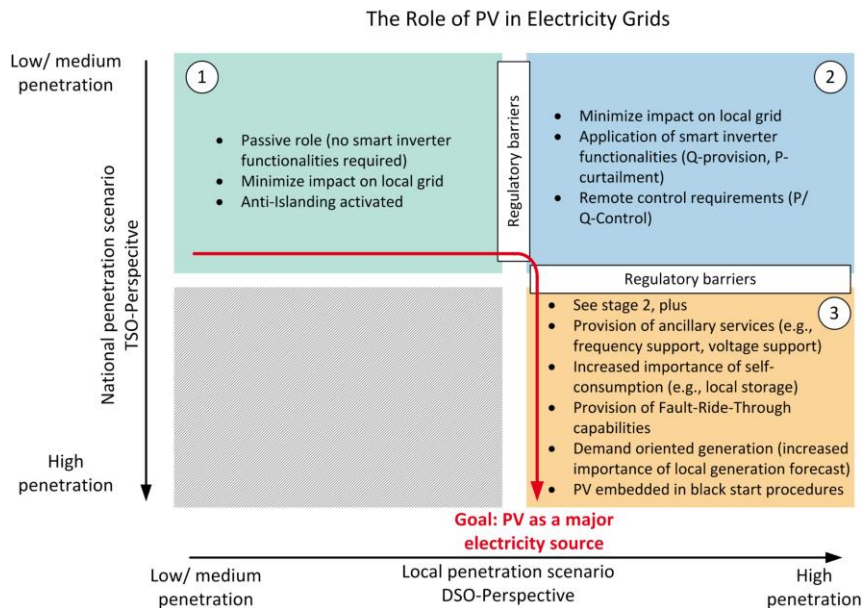 The Role of PV in Electricity Grids
Low/ medium
penetration
National penetration scenario
TSO-Perspecitve
High
penetration
1
• Passive role (no smart inverter
functionalities required)
• Minimize impact on local grid
• Anti-Islanding activated
Regulatory barriers
2
• Minimize impact on local grid
• Application of smart inverter
functionalities (Q-provision, P-
curtailment)
• Remote control requirements (P/
Q-Control)
Regulatory barriers
3
• See stage 2, plus
• Provision of ancillary services (e.g.,
frequency support, voltage support)
• Increased importance of self-
consumption (e.g., local storage)
• Provision of Fault-Ride-Through
capabilities
• Demand oriented generation (increased
importance of local generation forecast)
• PV embedded in black start procedures
Goal: PV as a major
electricity source
Low/ medium
penetration
Local penetration scenario
DSO-Perspective
High
penetration